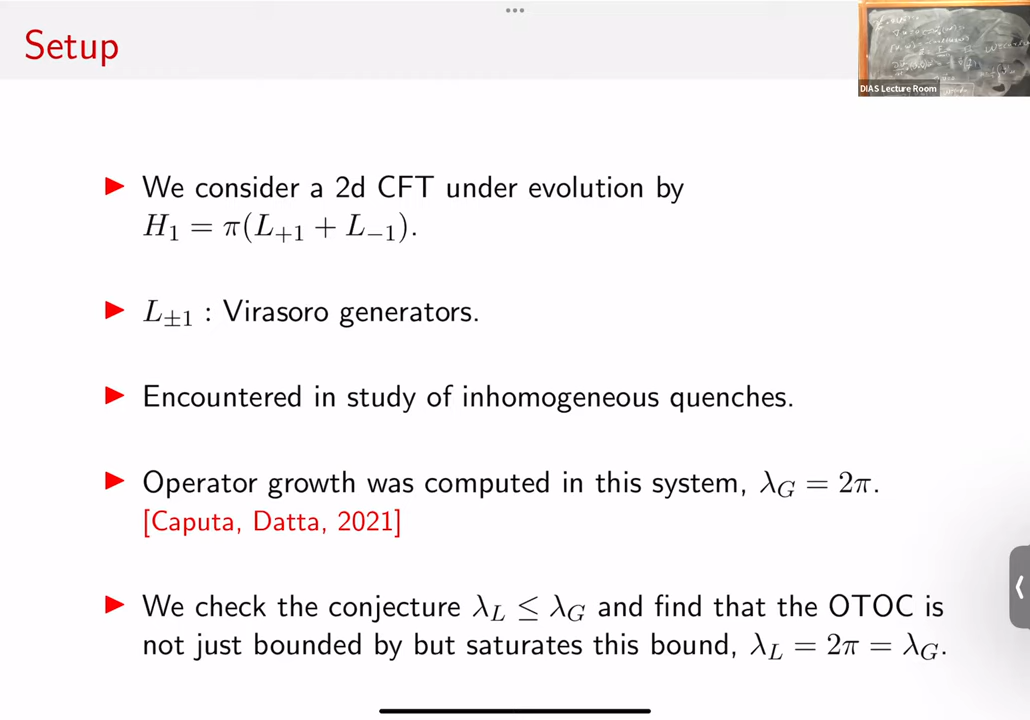 Setup
DIAS Lecture Room
▶ We consider a 2d CFT under evolution by
H₁ = π(L₊₁ + L₋₁).
▶ L±₁ : Virasoro generators.
▶ Encountered in study of inhomogeneous quenches.
▶ Operator growth was computed in this system, λ_G = 2π.
[Caputa, Datta, 2021]
▶ We check the conjecture λ_L ≤ λ_G and find that the OTOC is
not just bounded by but saturates this bound, λ_L = 2π = λ_G.